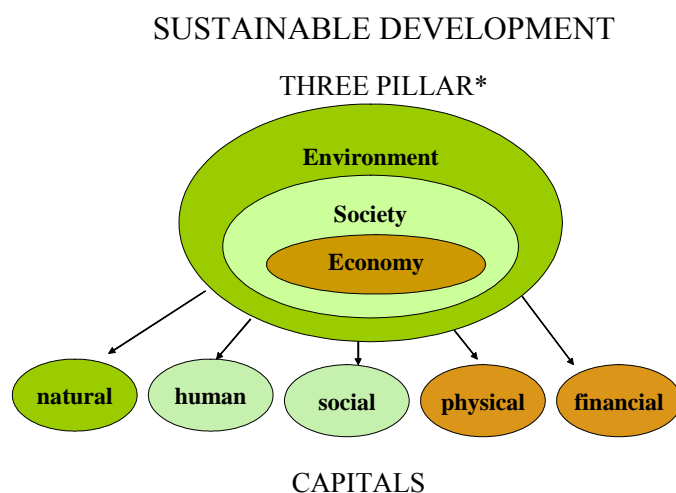 SUSTAINABLE DEVELOPMENT
THREE PILLAR*
Environment
Society
Economy
natural human social physical financial
CAPITALS